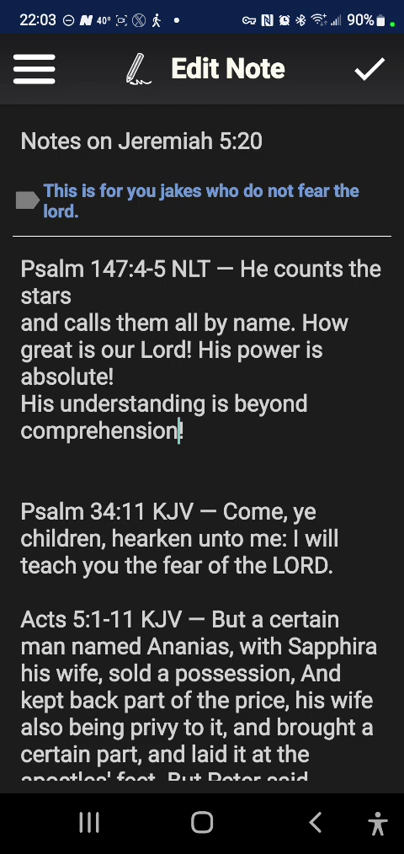 22:03 40° 90%
Edit Note
Notes on Jeremiah 5:20
This is for you jakes who do not fear the
lord.
Psalm 147:4-5 NLT — He counts the
stars
and calls them all by name. How
great is our Lord! His power is
absolute!
His understanding is beyond
comprehension!
Psalm 34:11 KJV — Come, ye
children, hearken unto me: I will
teach you the fear of the LORD.
Acts 5:1-11 KJV — But a certain
man named Ananias, with Sapphira
his wife, sold a possession, And
kept back part of the price, his wife
also being privy to it, and brought a
certain part, and laid it at the
apostles' feet. But Peter said